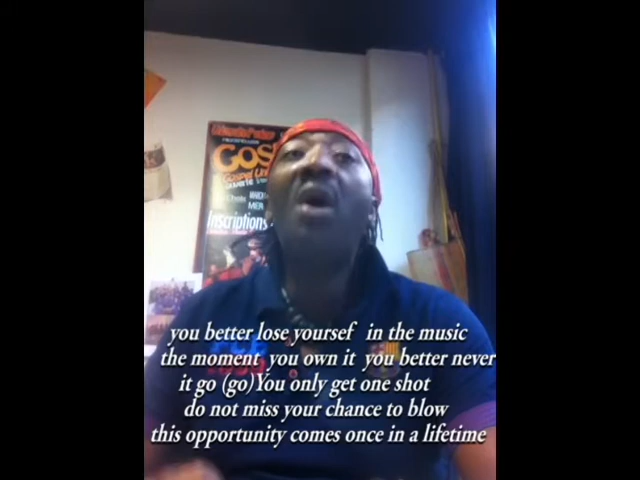 GOS
Inscriptions
you better lose yoursef in the music
the moment you own it you better never
it go (go)You only get one shot
do not miss your chance to blow
this opportunity comes once in a lifetime